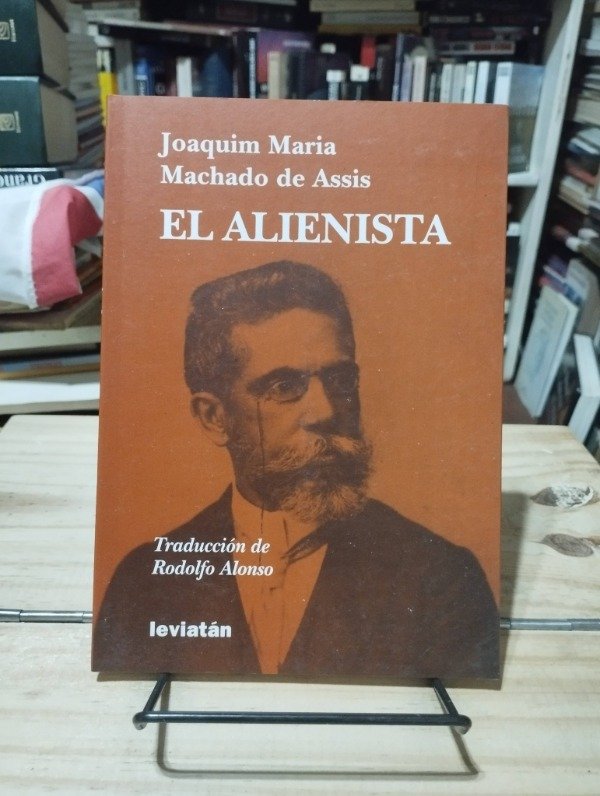 Joaquim Maria
Machado de Assis
EL ALIENISTA
Traducción de
Rodolfo Alonso
leviatán